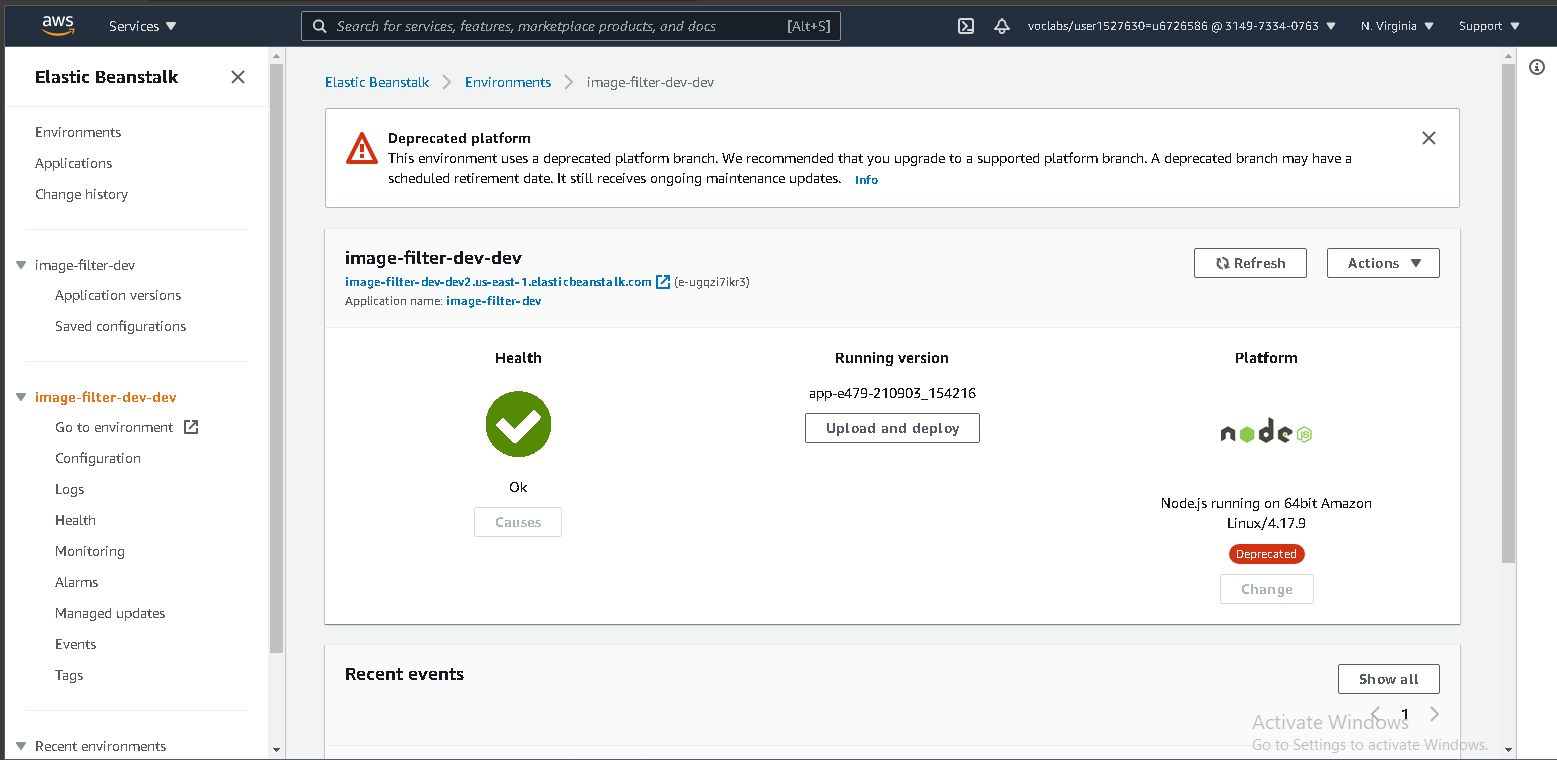 aws
Services
Search for services, features, marketplace products, and docs
[Alt+S]
voclabs/user1527630=u6726586 @ 3149-7334-0763
N. Virginia
Support
Elastic Beanstalk
Environments
Applications
Change history
image-filter-dev
Application versions
Saved configurations
image-filter-dev-dev
Go to environment
Configuration
Logs
Health
Monitoring
Alarms
Managed updates
Events
Tags
Recent environments
Elastic Beanstalk
Environments
image-filter-dev-dev
Deprecated platform
This environment uses a deprecated platform branch. We recommended that you upgrade to a supported platform branch. A deprecated branch may have a
scheduled retirement date. It still receives ongoing maintenance updates. Info
image-filter-dev-dev
image-filter-dev-dev2.us-east-1.elasticbeanstalk.com (e-ugqzi7ikr3)
Application name: image-filter-dev
Refresh
Actions
Health
Ok
Causes
Running version
app-e479-210903_154216
Upload and deploy
Platform
node JS
Node.js running on 64bit Amazon
Linux/4.17.9
Deprecated
Change
Recent events
Show all
1
Activate Windows
Go to Settings to activate Windows.